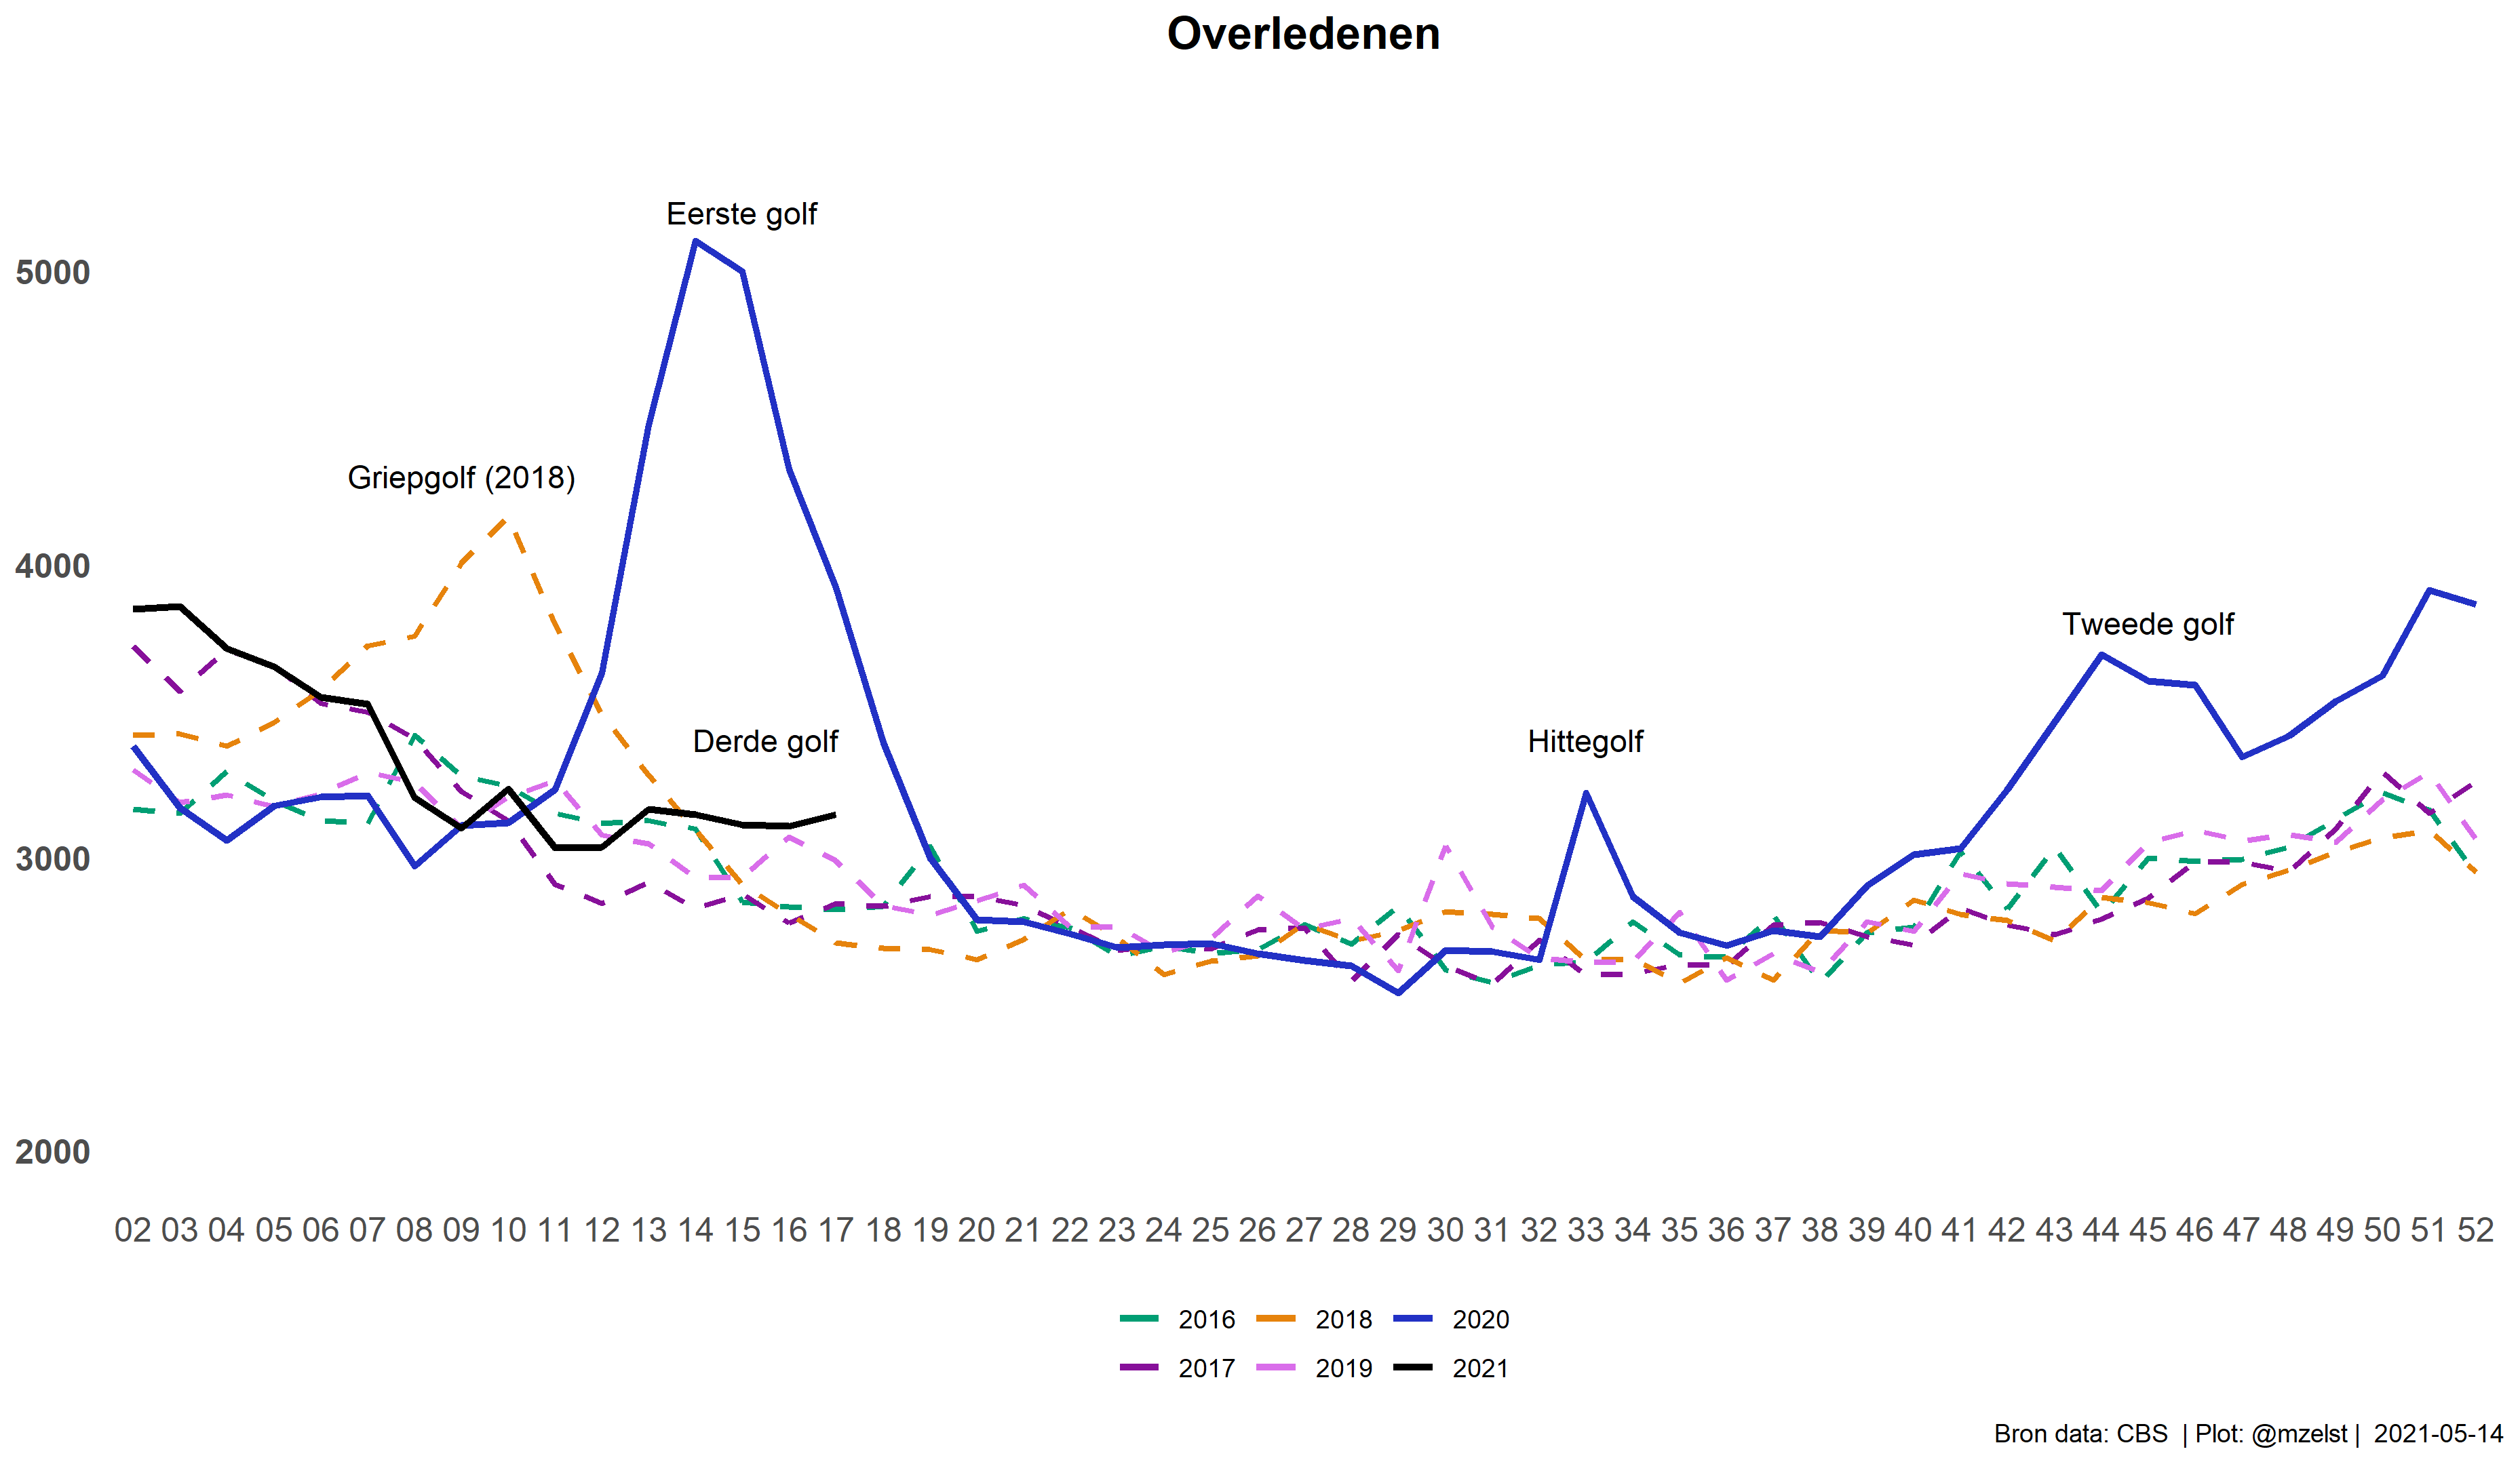 Overledenen
Eerste golf
5000
Griepgolf (2018)
4000
Tweede golf
Derde golf
Hittegolf
3000
2000
02 03 04 05 06 07 08 09 10 11 12 13 14 15 16 17 18 19 20 21 22 23 24 25 26 27 28 29 30 31 32 33 34 35 36 37 38 39 40 41 42 43 44 45 46 47 48 49 50 51 52
2016 2018 2020
2017 2019 2021
Bron data: CBS | Plot: @mzelst | 2021-05-14